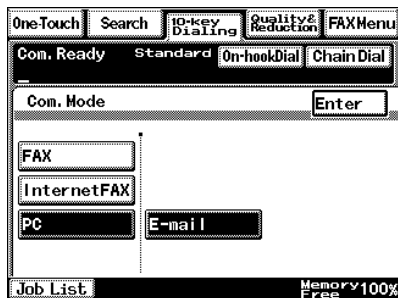 One-Touch Search 10-key Dialing Quality& Reduction FAX Menu
Com. Ready Standard On-hookDial Chain Dial
Com. Mode Enter
FAX
InternetFAX
PC E-mail
Job List Memory Free 100%